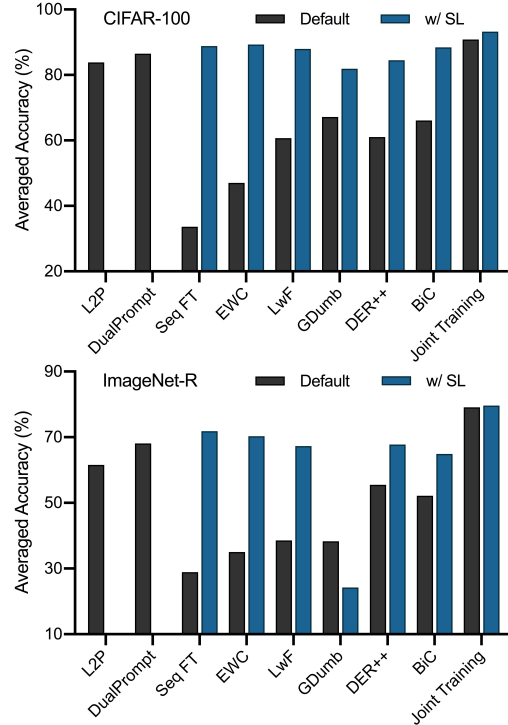 CIFAR-100
Default
w/ SL
Averaged Accuracy (%)
100
80
60
40
20
L2P
DualPrompt
Seq FT
EWC
LwF
GDumb
DER++
BiC
Joint Training
ImageNet-R
Default
w/ SL
Averaged Accuracy (%)
90
70
50
30
10
L2P
DualPrompt
Seq FT
EWC
LwF
GDumb
DER++
BiC
Joint Training